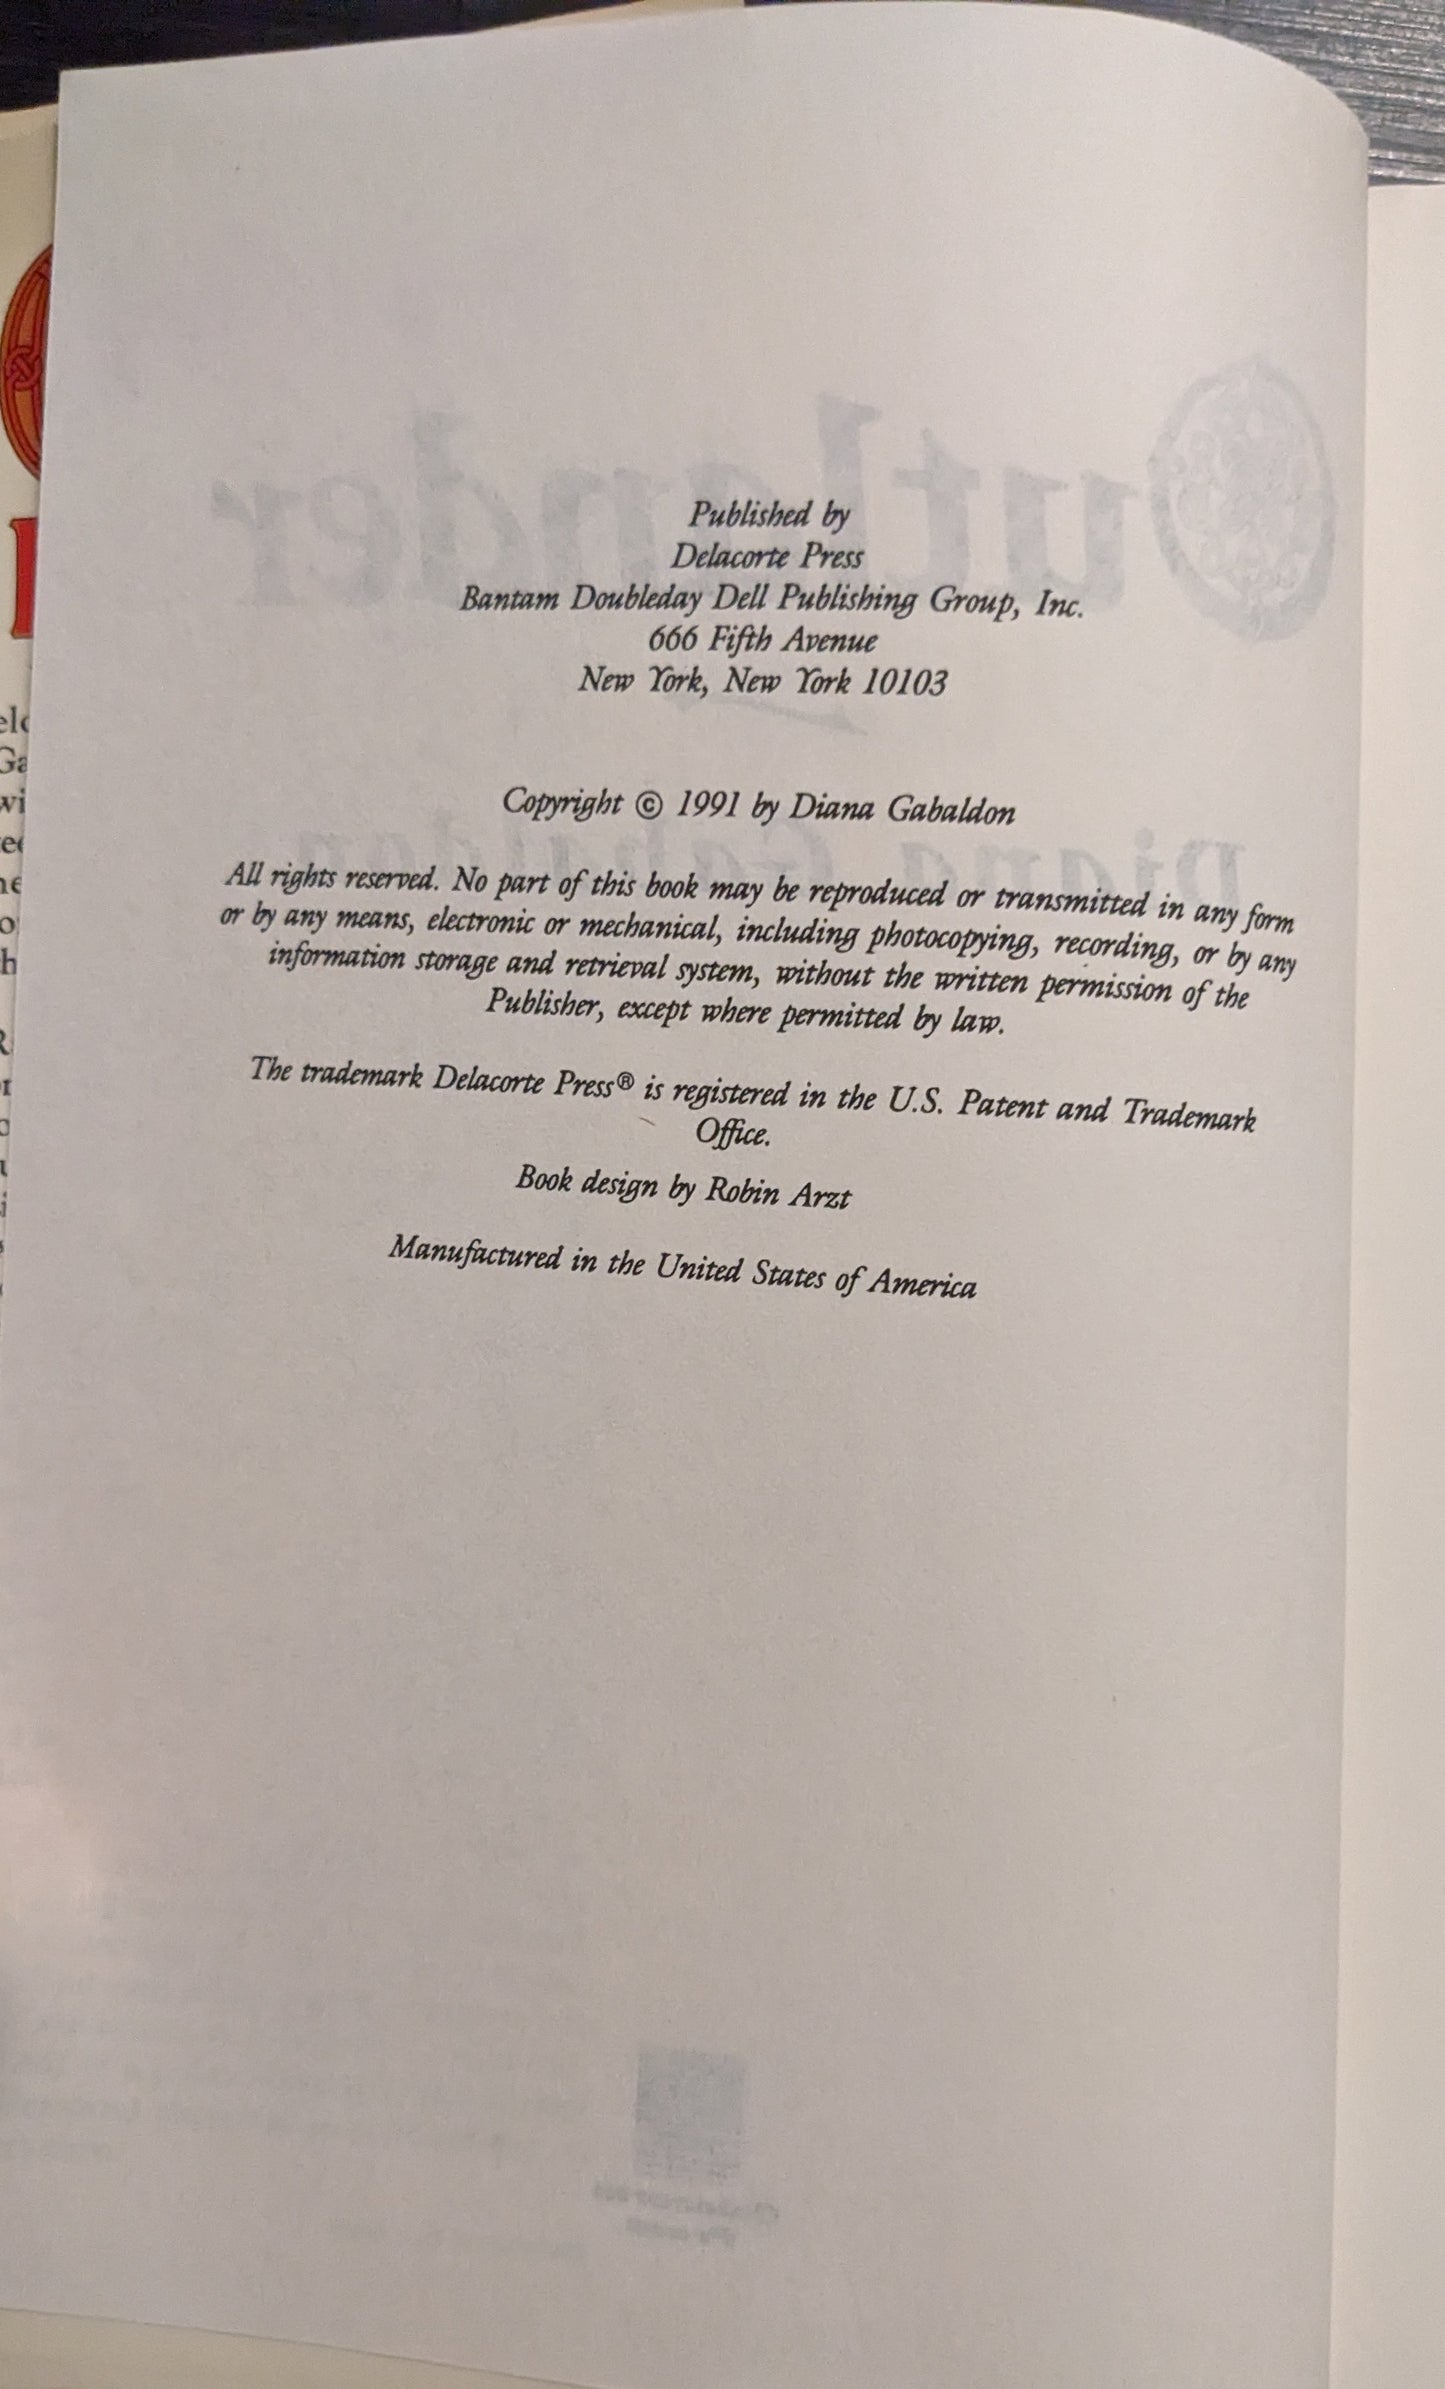 Published by
Delacorte Press
Bantam Doubleday Dell Publishing Group, Inc.
666 Fifth Avenue
New York, New York 10103
Copyright © 1991 by Diana Gabaldon
All rights reserved. No part of this book may be reproduced or transmitted in any form
or by any means, electronic or mechanical, including photocopying, recording, or by any
information storage and retrieval system, without the written permission of the
Publisher, except where permitted by law.
The trademark Delacorte Press® is registered in the U.S. Patent and Trademark
Office.
Book design by Robin Arzt
Manufactured in the United States of America